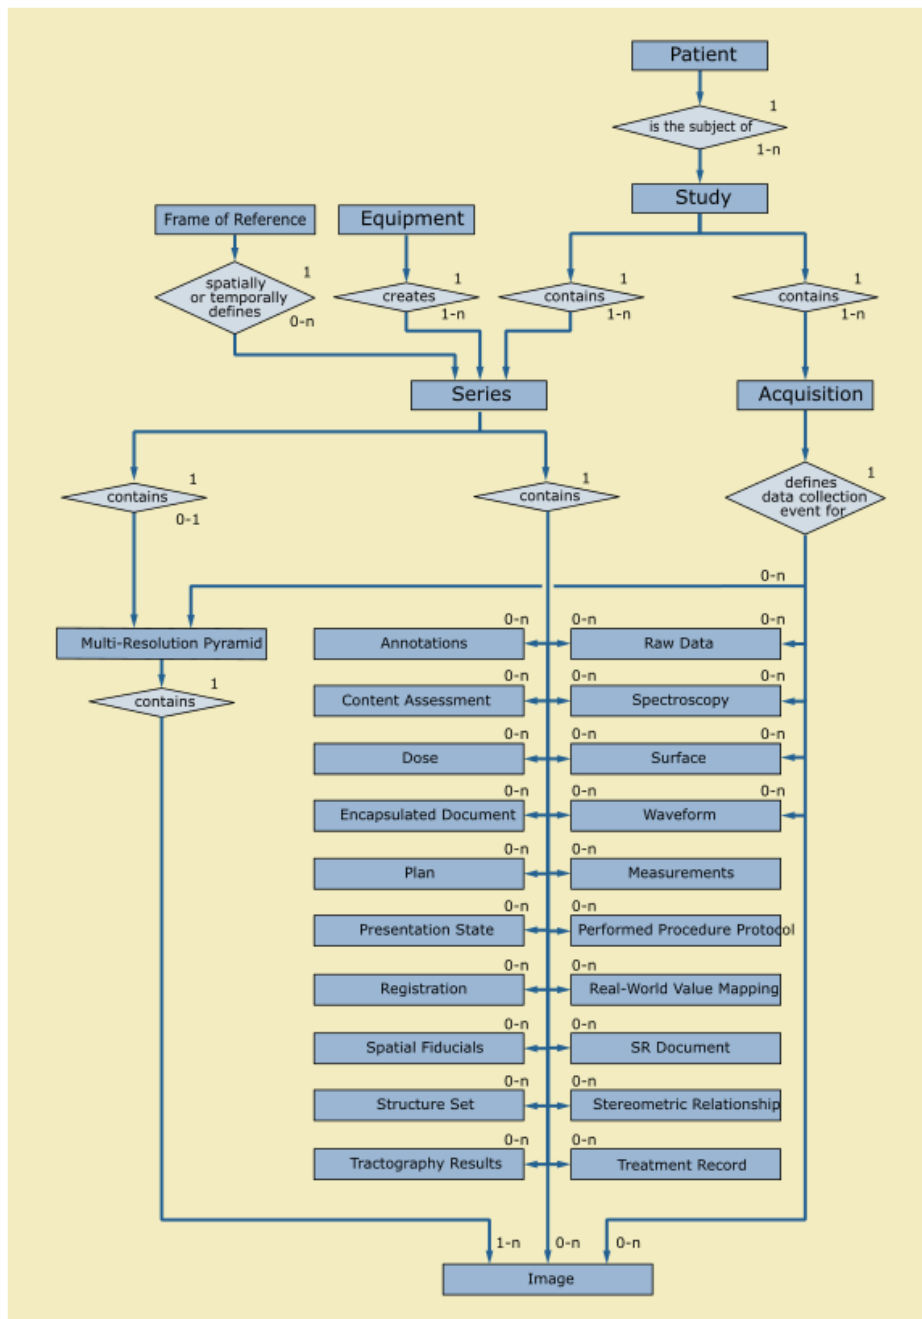 Patient
1
is the subject of
1-n
Study
Frame of Reference
Equipment
1
spatially
or temporally
defines
0-n
1
creates
1-n
1
contains
1-n
1
contains
1-n
Series
Acquisition
1
contains
0-1
1
contains
1
defines
data collection
event for
0-n
Multi-Resolution Pyramid
1
contains
0-n 0-n 0-n
Annotations Raw Data
0-n 0-n 0-n
Content Assessment Spectroscopy
0-n 0-n 0-n
Dose Surface
0-n 0-n 0-n
Encapsulated Document Waveform
0-n 0-n
Plan Measurements
0-n 0-n
Presentation State Performed Procedure Protocol
0-n 0-n
Registration Real-World Value Mapping
0-n 0-n
Spatial Fiducials SR Document
0-n 0-n
Structure Set Stereometric Relationship
0-n 0-n
Tractography Results Treatment Record
1-n 0-n 0-n
Image